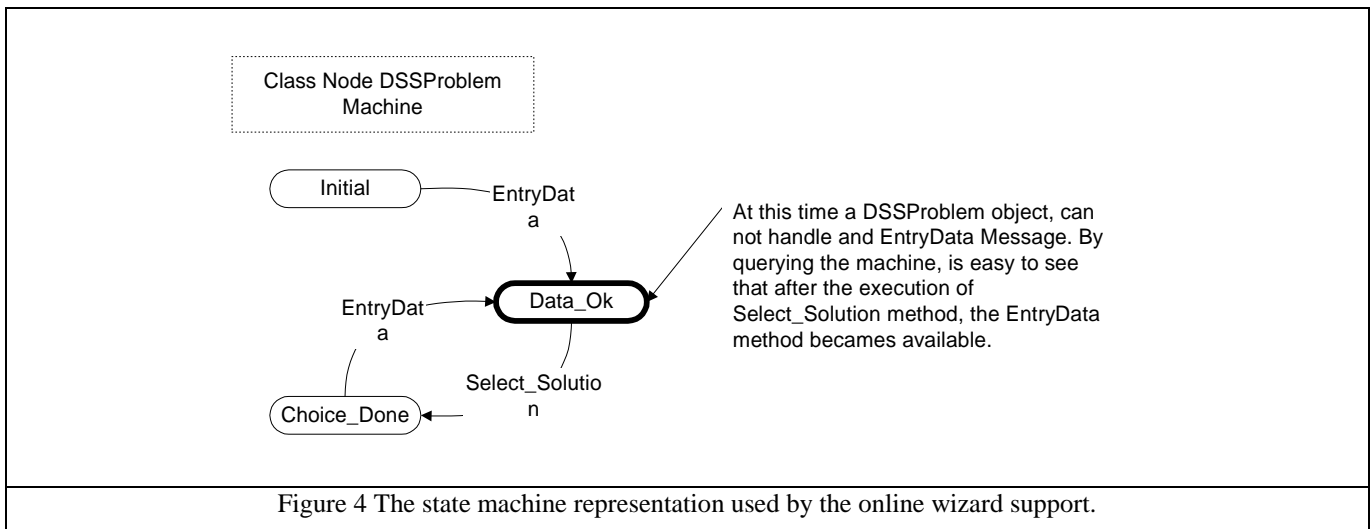 Class Node DSSProblem
Machine
Initial
EntryDat
a
At this time a DSSProblem object, can
not handle and EntryData Message. By
querying the machine, is easy to see
that after the execution of
Select_Solution method, the EntryData
method becames available.
Data_Ok
EntryDat
a
Select_Solutio
n
Choice_Done
Figure 4 The state machine representation used by the online wizard support.